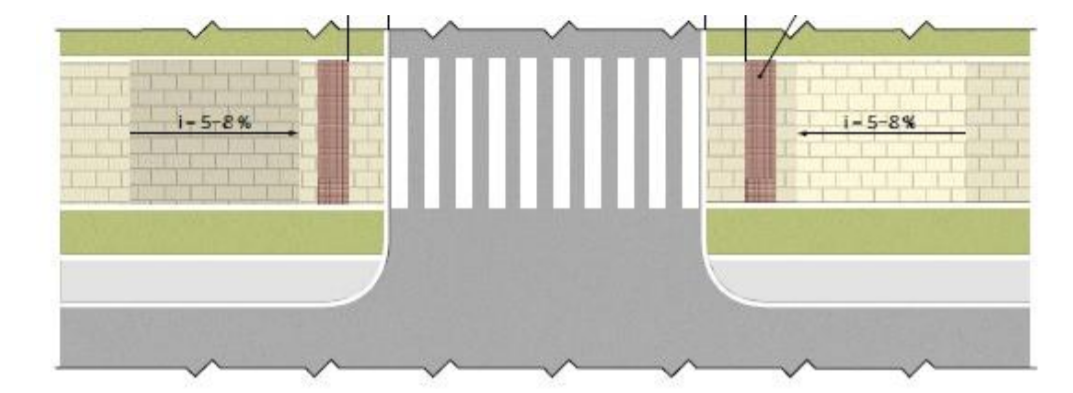 i = 5-8 %
i = 5-8 %